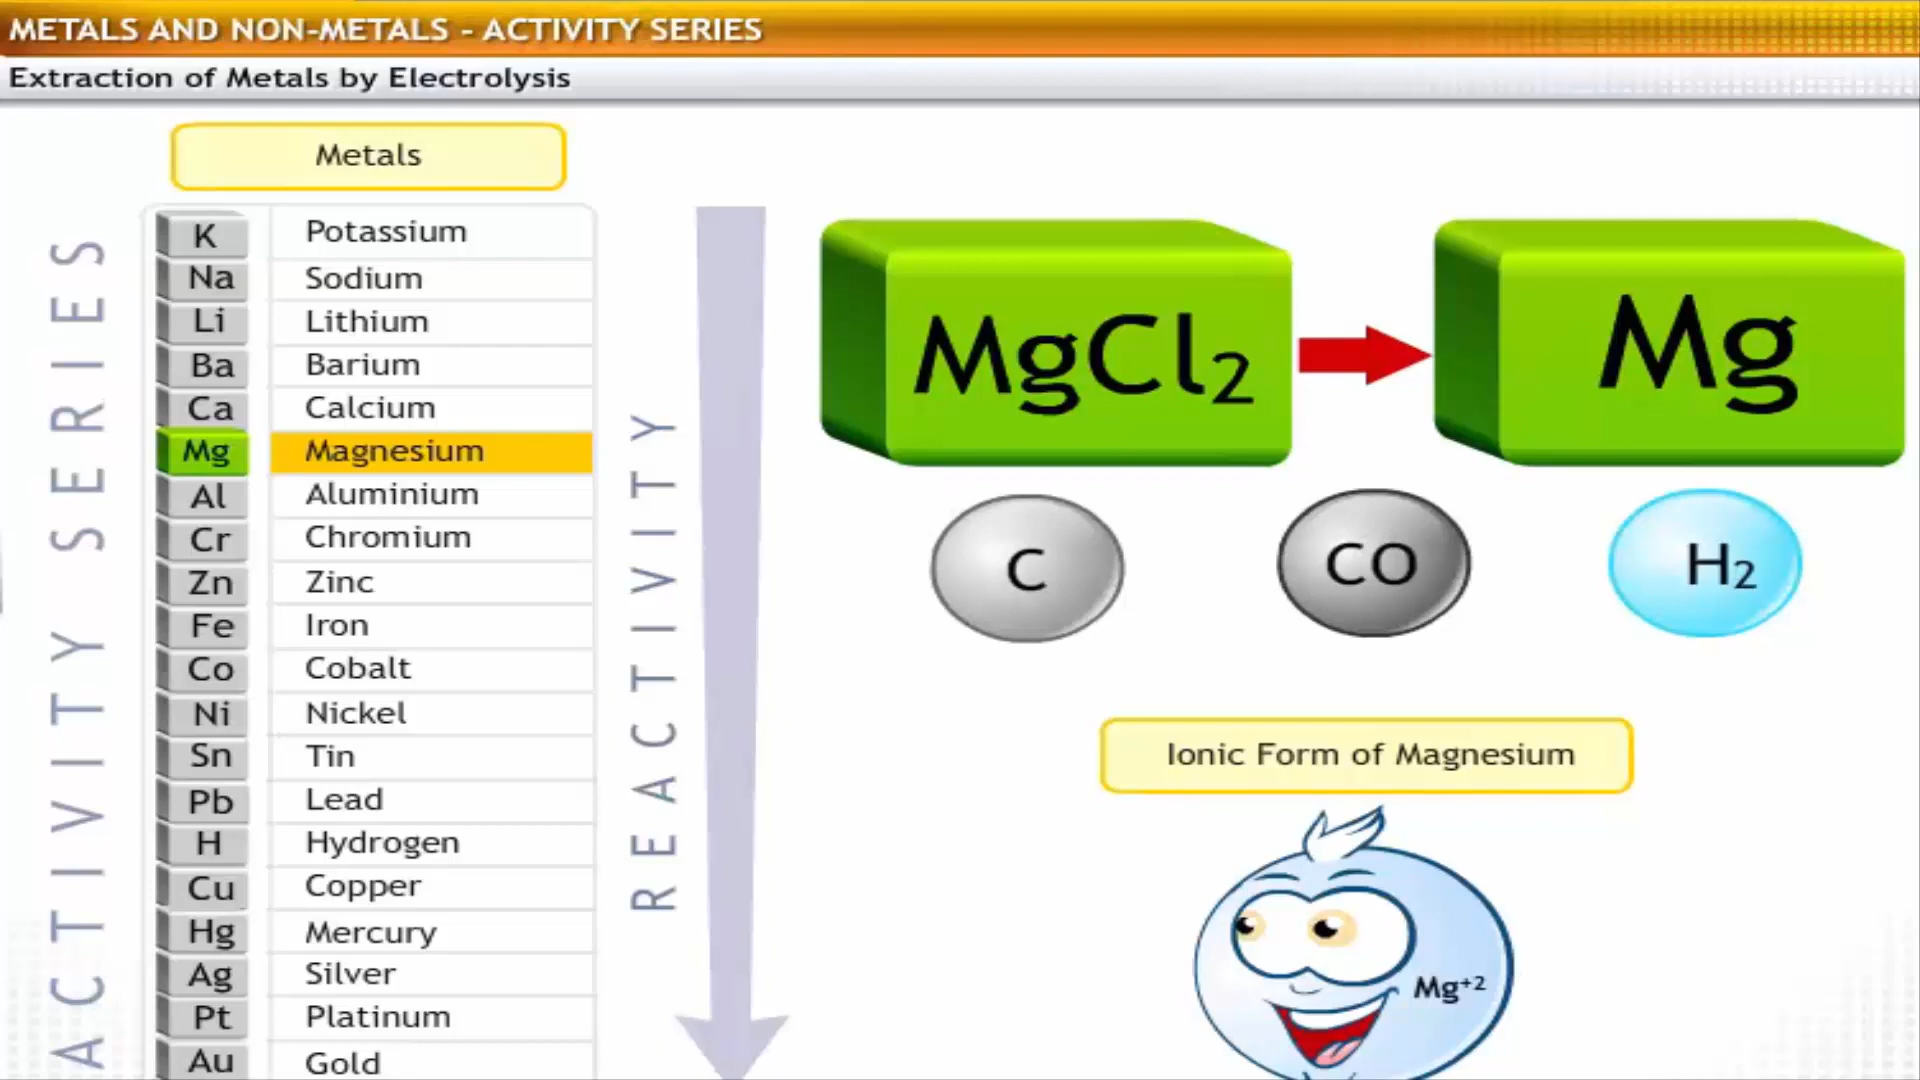 METALS AND NON-METALS - ACTIVITY SERIES
Extraction of Metals by Electrolysis
ACTIVITY SERIES
Metals
K Potassium
Na Sodium
Li Lithium
Ba Barium
Ca Calcium
Mg Magnesium
Al Aluminium
Cr Chromium
Zn Zinc
Fe Iron
Co Cobalt
Ni Nickel
Sn Tin
Pb Lead
H Hydrogen
Cu Copper
Hg Mercury
Ag Silver
Pt Platinum
Au Gold
REACTIVITY
MgCl₂ Mg
C CO H₂
Ionic Form of Magnesium
Mg⁺²